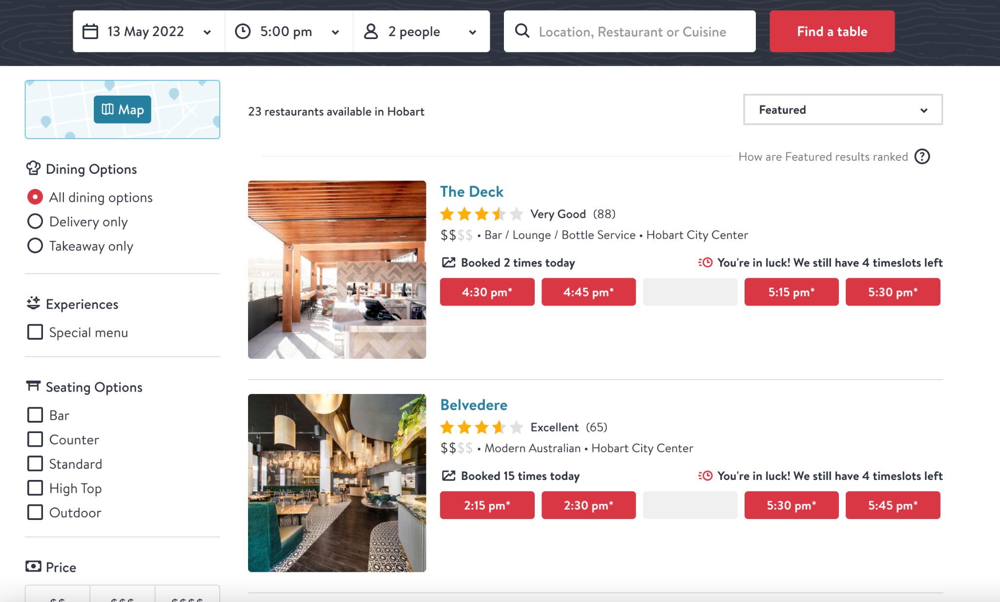 13 May 2022
5:00 pm
2 people
Location, Restaurant or Cuisine
Find a table
Map
23 restaurants available in Hobart
Featured
How are Featured results ranked ?
Dining Options
All dining options
Delivery only
Takeaway only
Experiences
Special menu
Seating Options
Bar
Counter
Standard
High Top
Outdoor
Price
$$ $$$ $$$$
The Deck
Very Good (88)
$$$$ • Bar / Lounge / Bottle Service • Hobart City Center
Booked 2 times today
You're in luck! We still have 4 timeslots left
4:30 pm* 4:45 pm* 5:15 pm* 5:30 pm*
Belvedere
Excellent (65)
$$$$ • Modern Australian • Hobart City Center
Booked 15 times today
You're in luck! We still have 4 timeslots left
2:15 pm* 2:30 pm* 5:30 pm* 5:45 pm*